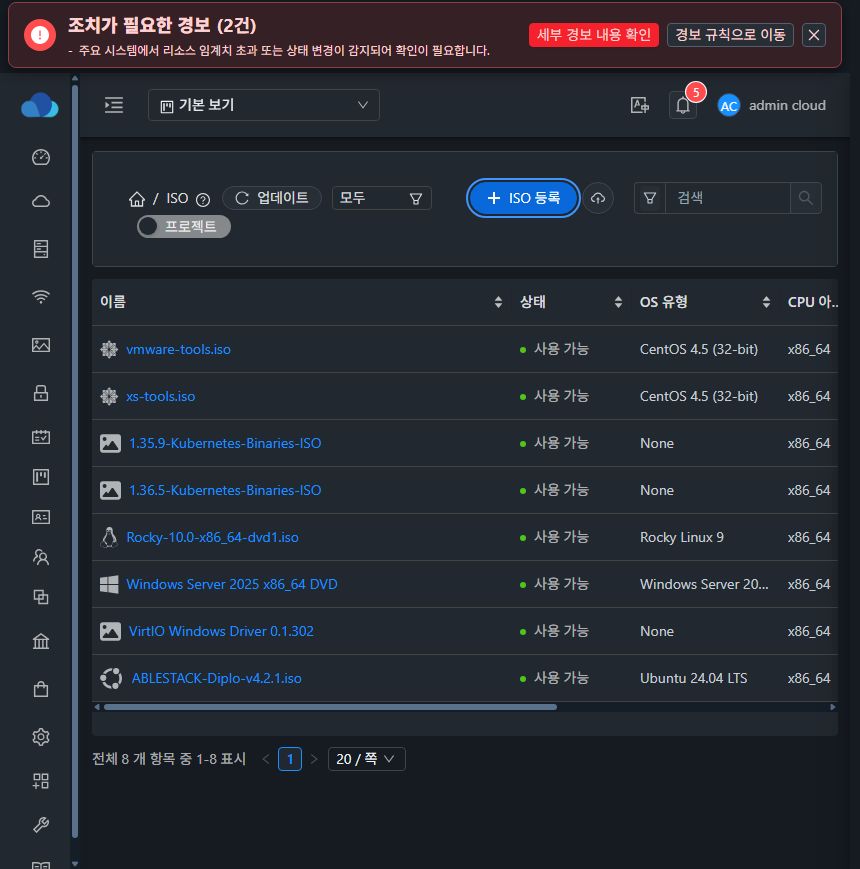 조치가 필요한 경보 (2건)
- 주요 시스템에서 리소스 임계치 초과 또는 상태 변경이 감지되어 확인이 필요합니다.
세부 경보 내용 확인
경보 규칙으로 이동
기본 보기
5
AC
admin cloud
/ ISO
업데이트
모두
ISO 등록
검색
프로젝트
이름 상태 OS 유형 CPU 아...
vmware-tools.iso 사용 가능 CentOS 4.5 (32-bit) x86_64
xs-tools.iso 사용 가능 CentOS 4.5 (32-bit) x86_64
1.35.9-Kubernetes-Binaries-ISO 사용 가능 None x86_64
1.36.5-Kubernetes-Binaries-ISO 사용 가능 None x86_64
Rocky-10.0-x86_64-dvd1.iso 사용 가능 Rocky Linux 9 x86_64
Windows Server 2025 x86_64 DVD 사용 가능 Windows Server 20... x86_64
VirtIO Windows Driver 0.1.302 사용 가능 None x86_64
ABLESTACK-Diplo-v4.2.1.iso 사용 가능 Ubuntu 24.04 LTS x86_64
전체 8 개 항목 중 1-8 표시 < 1 > 20 / 쪽